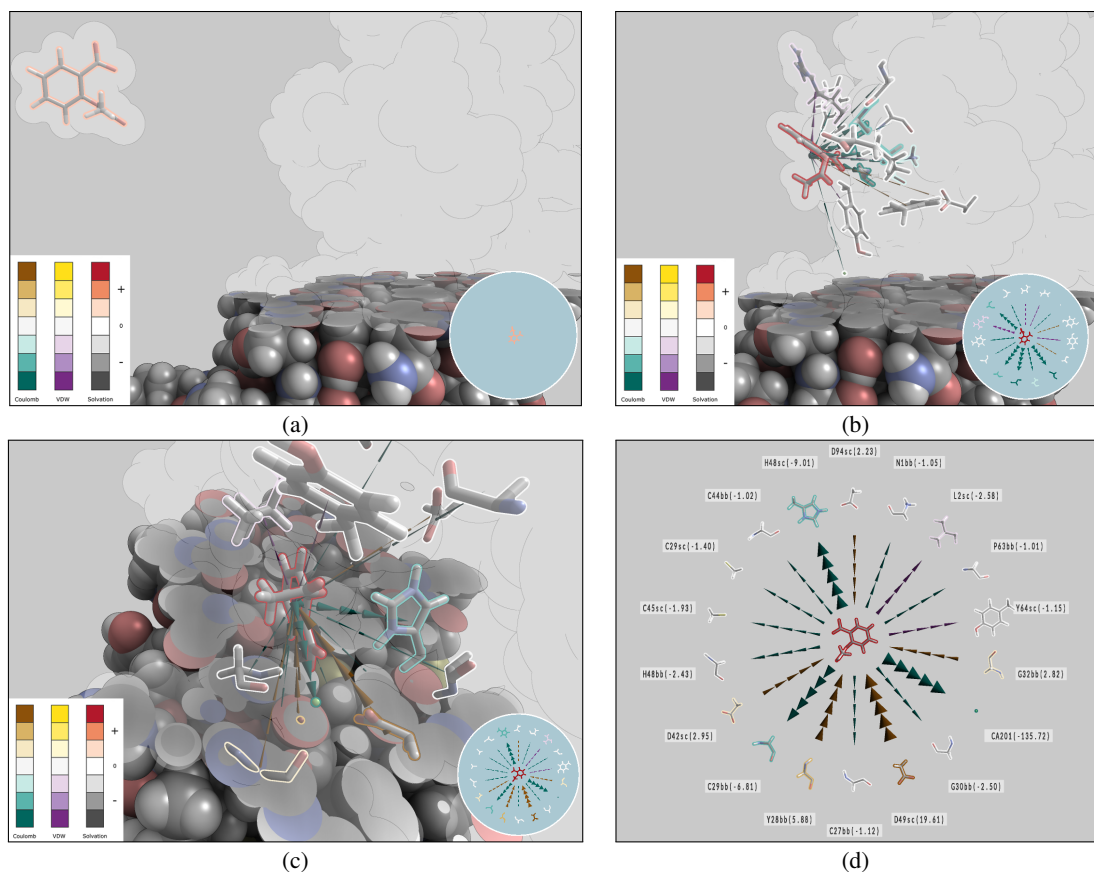 +
o
-
Coulomb VDW Solvation
(a)
+
o
-
Coulomb VDW Solvation
(b)
+
o
-
Coulomb VDW Solvation
(c)
D94sc(2.23)
H48sc(-9.01)
N1bb(-1.05)
C44bb(-1.02)
L2sc(-2.58)
C29sc(-1.40)
P63bb(-1.01)
C45sc(-1.93)
Y64sc(-1.15)
H48bb(-2.43)
G32bb(2.82)
D42sc(2.95)
CA201(-135.72)
C29bb(-6.81)
G30bb(-2.50)
Y28bb(5.88)
D49sc(19.61)
C27bb(-1.12)
(d)